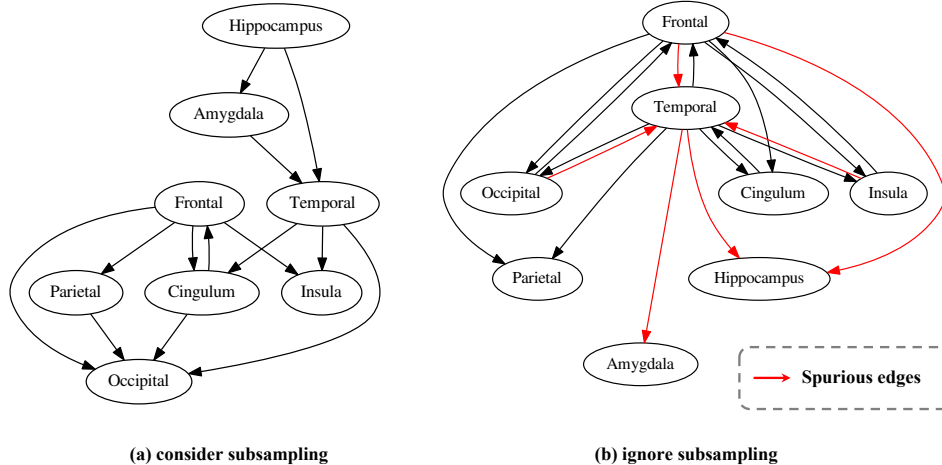 Hippocampus
Amygdala
Frontal
Temporal
Parietal
Cingulum
Insula
Occipital
(a) consider subsampling
Frontal
Temporal
Occipital
Cingulum
Insula
Parietal
Hippocampus
Amygdala
Spurious edges
(b) ignore subsampling